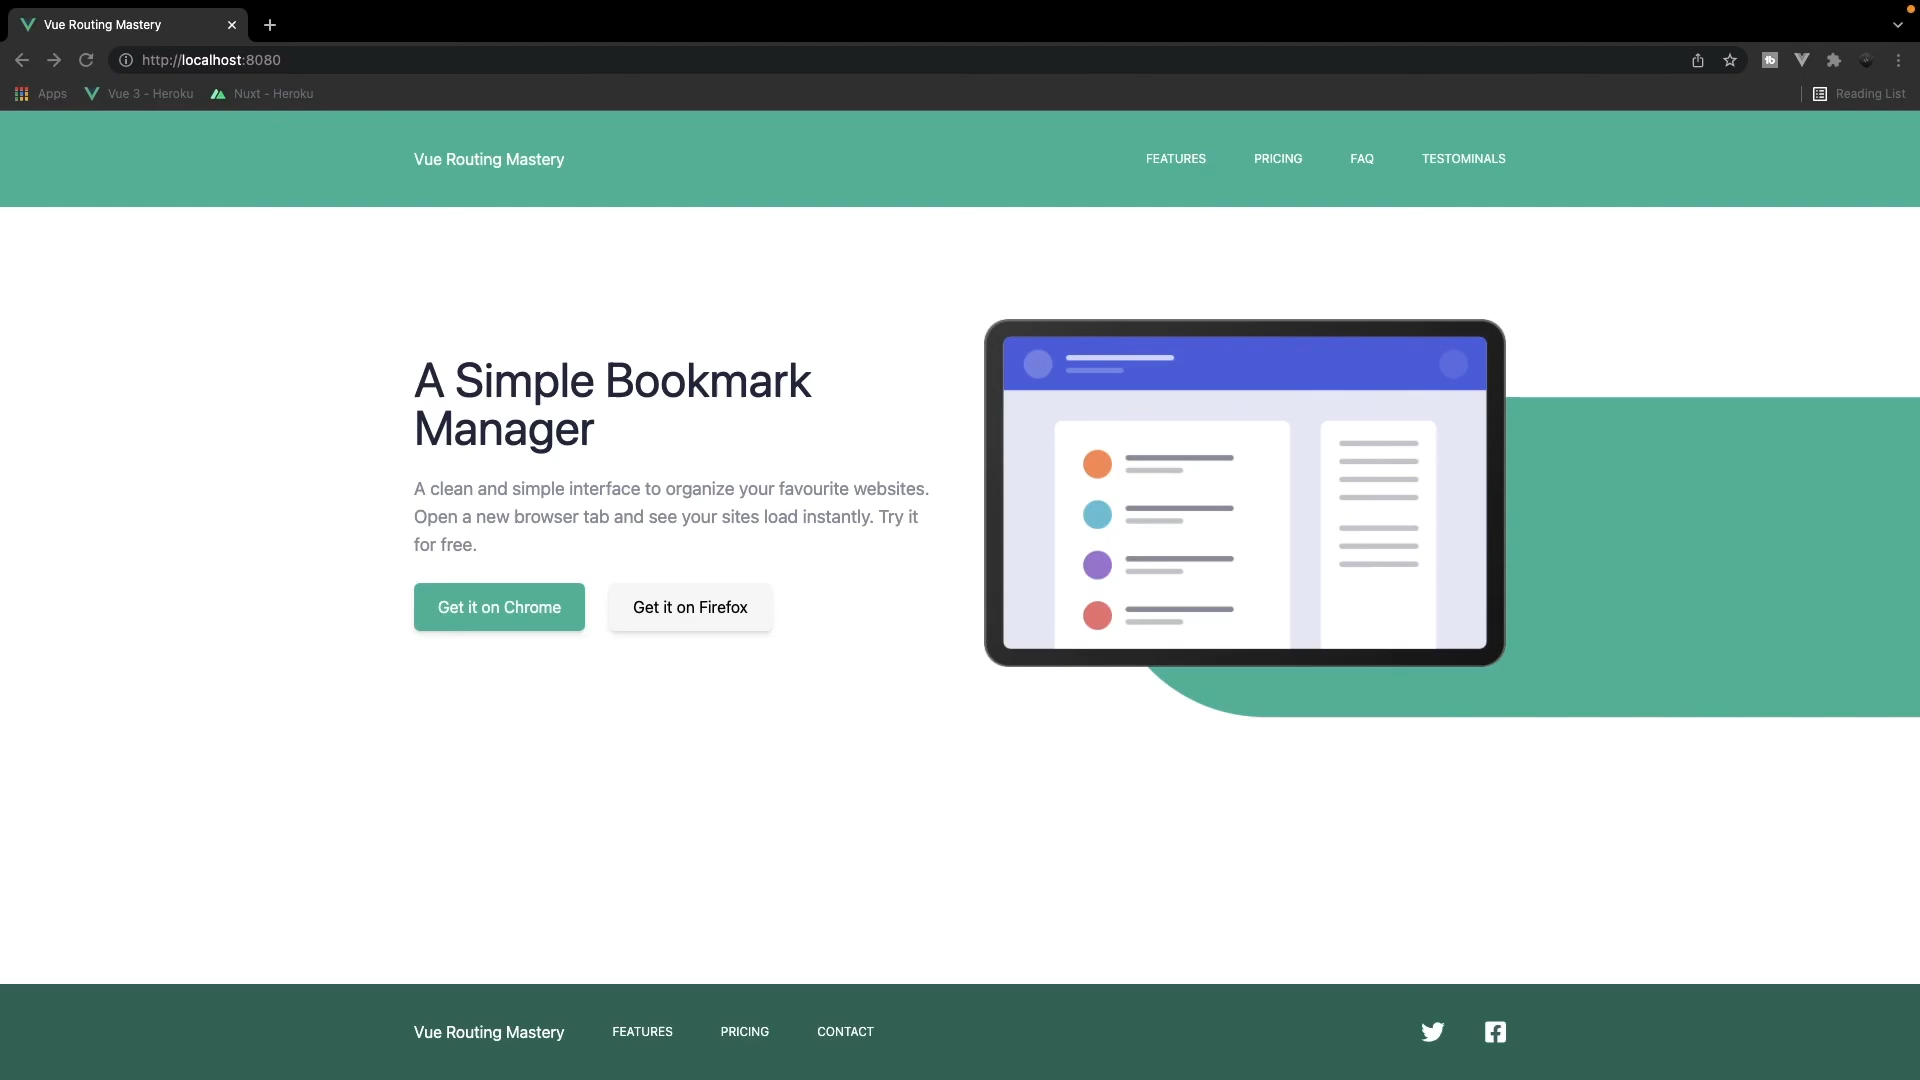 Vue Routing Mastery
http://localhost:8080
Apps
Vue 3 - Heroku
Nuxt - Heroku
Reading List
Vue Routing Mastery
FEATURES
PRICING
FAQ
TESTOMINALS
A Simple Bookmark
Manager
A clean and simple interface to organize your favourite websites.
Open a new browser tab and see your sites load instantly. Try it
for free.
Get it on Chrome
Get it on Firefox
Vue Routing Mastery
FEATURES
PRICING
CONTACT